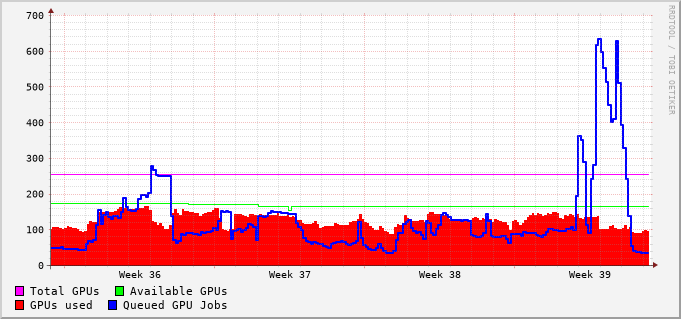 700
600
500
400
300
200
100
0
Week 36 Week 37 Week 38 Week 39
Total GPUs Available GPUs
GPUs used Queued GPU Jobs
RRDTOOL / TOBI OETIKER